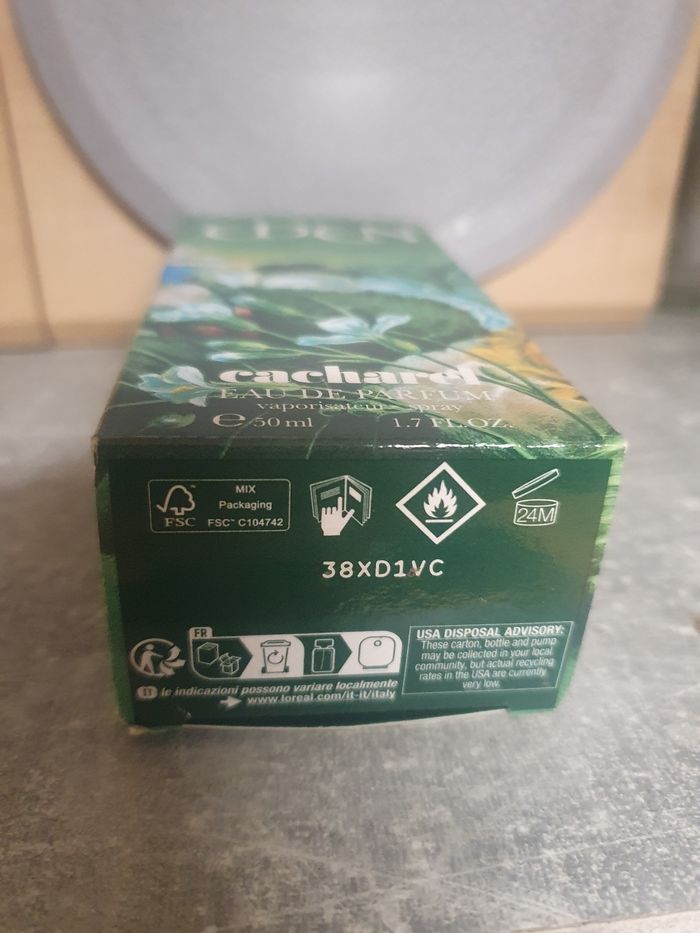 EDEN
cacharel
EAU DE PARFUM
vaporisateur spray
e 50 ml 1.7 FL.OZ.
FSC
MIX
Packaging
FSC™ C104742
24M
38XD1VC
FR
IT le indicazioni possono variare localmente
www.loreal.com/it-it/italy
USA DISPOSAL ADVISORY:
These carton, bottle and pump
may be collected in your local
community, but actual recycling
rates in the USA are currently
very low.